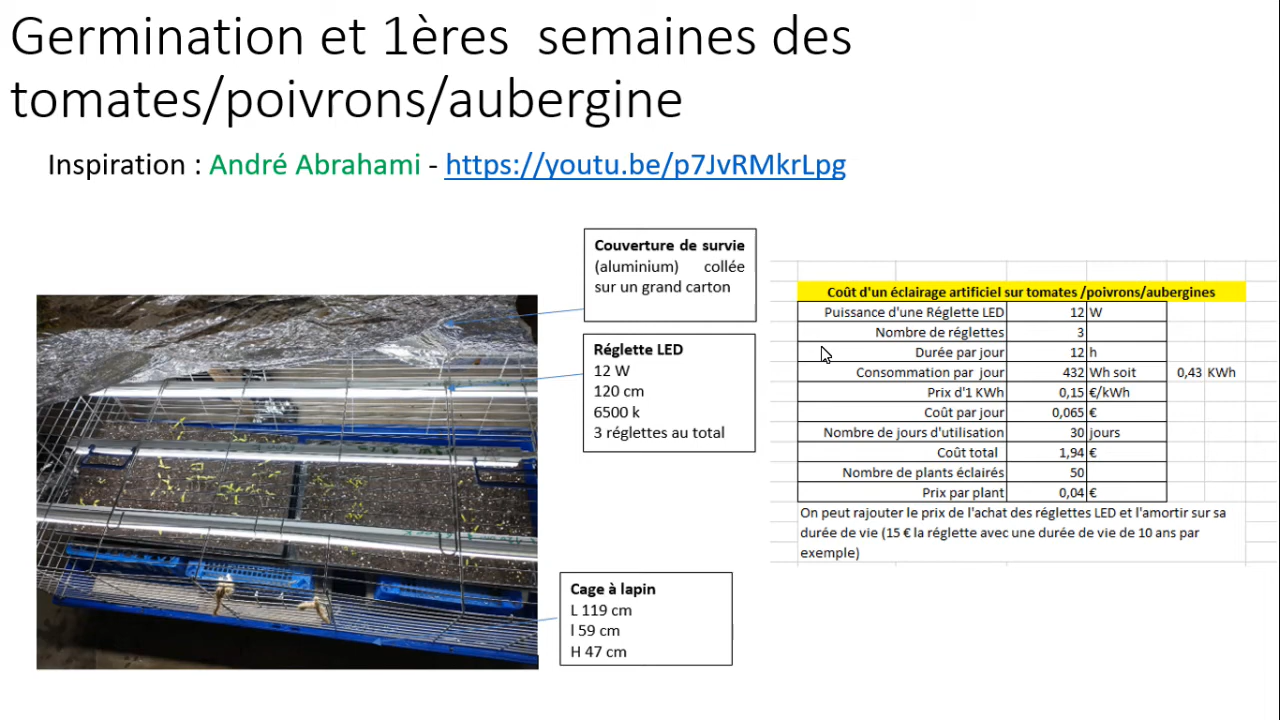 Germination et 1ères semaines des
tomates/poivrons/aubergine
Inspiration : André Abrahami - https://youtu.be/p7JvRMkrLpg
Couverture de survie
(aluminium) collée
sur un grand carton
Réglette LED
12 W
120 cm
6500 k
3 réglettes au total
Cage à lapin
L 119 cm
l 59 cm
H 47 cm
Coût d'un éclairage artificiel sur tomates /poivrons/aubergines
Puissance d'une Réglette LED 12 W
Nombre de réglettes 3
Durée par jour 12 h
Consommation par jour 432 Wh soit 0,43 KWh
Prix d'1 KWh 0,15 €/kWh
Coût par jour 0,065 €
Nombre de jours d'utilisation 30 jours
Coût total 1,94 €
Nombre de plants éclairés 50
Prix par plant 0,04 €
On peut rajouter le prix de l'achat des réglettes LED et l'amortir sur sa
durée de vie (15 € la réglette avec une durée de vie de 10 ans par
exemple)